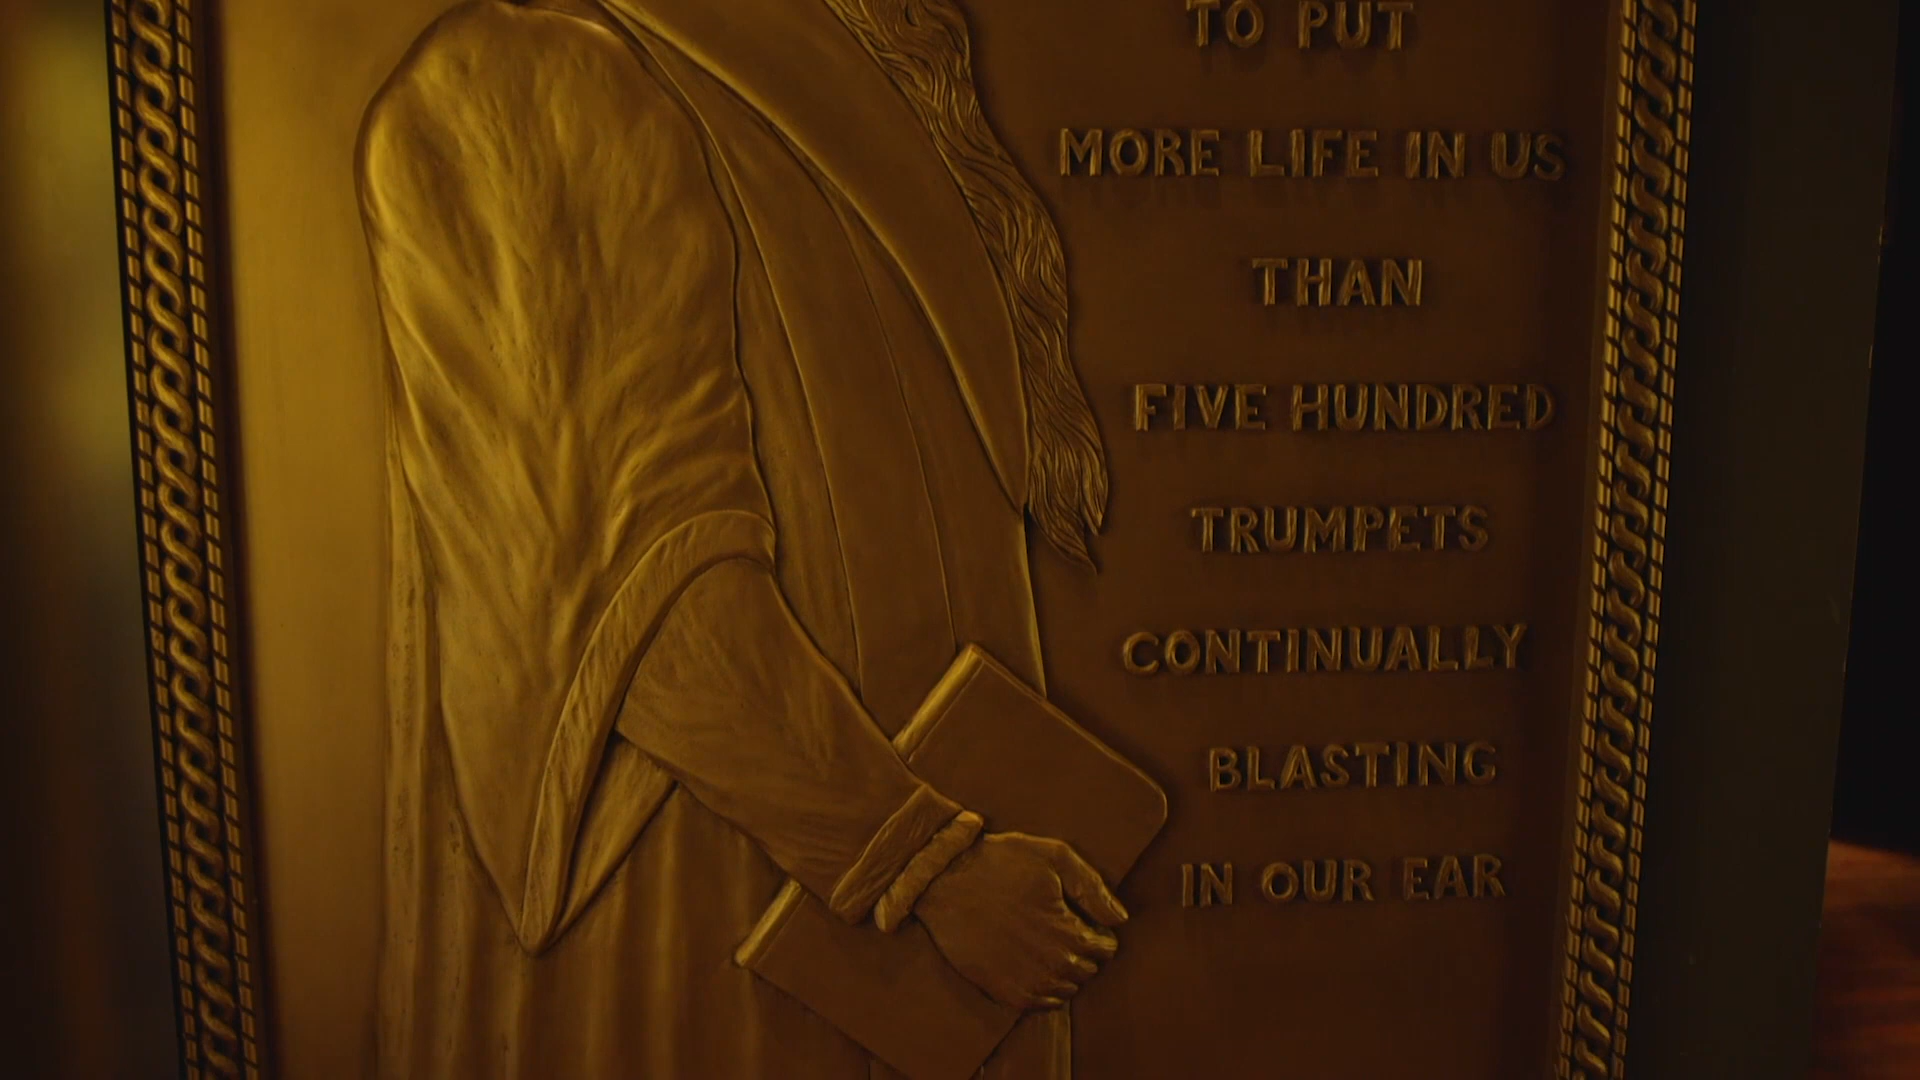 TO PUT
MORE LIFE IN US
THAN
FIVE HUNDRED
TRUMPETS
CONTINUALLY
BLASTING
IN OUR EAR